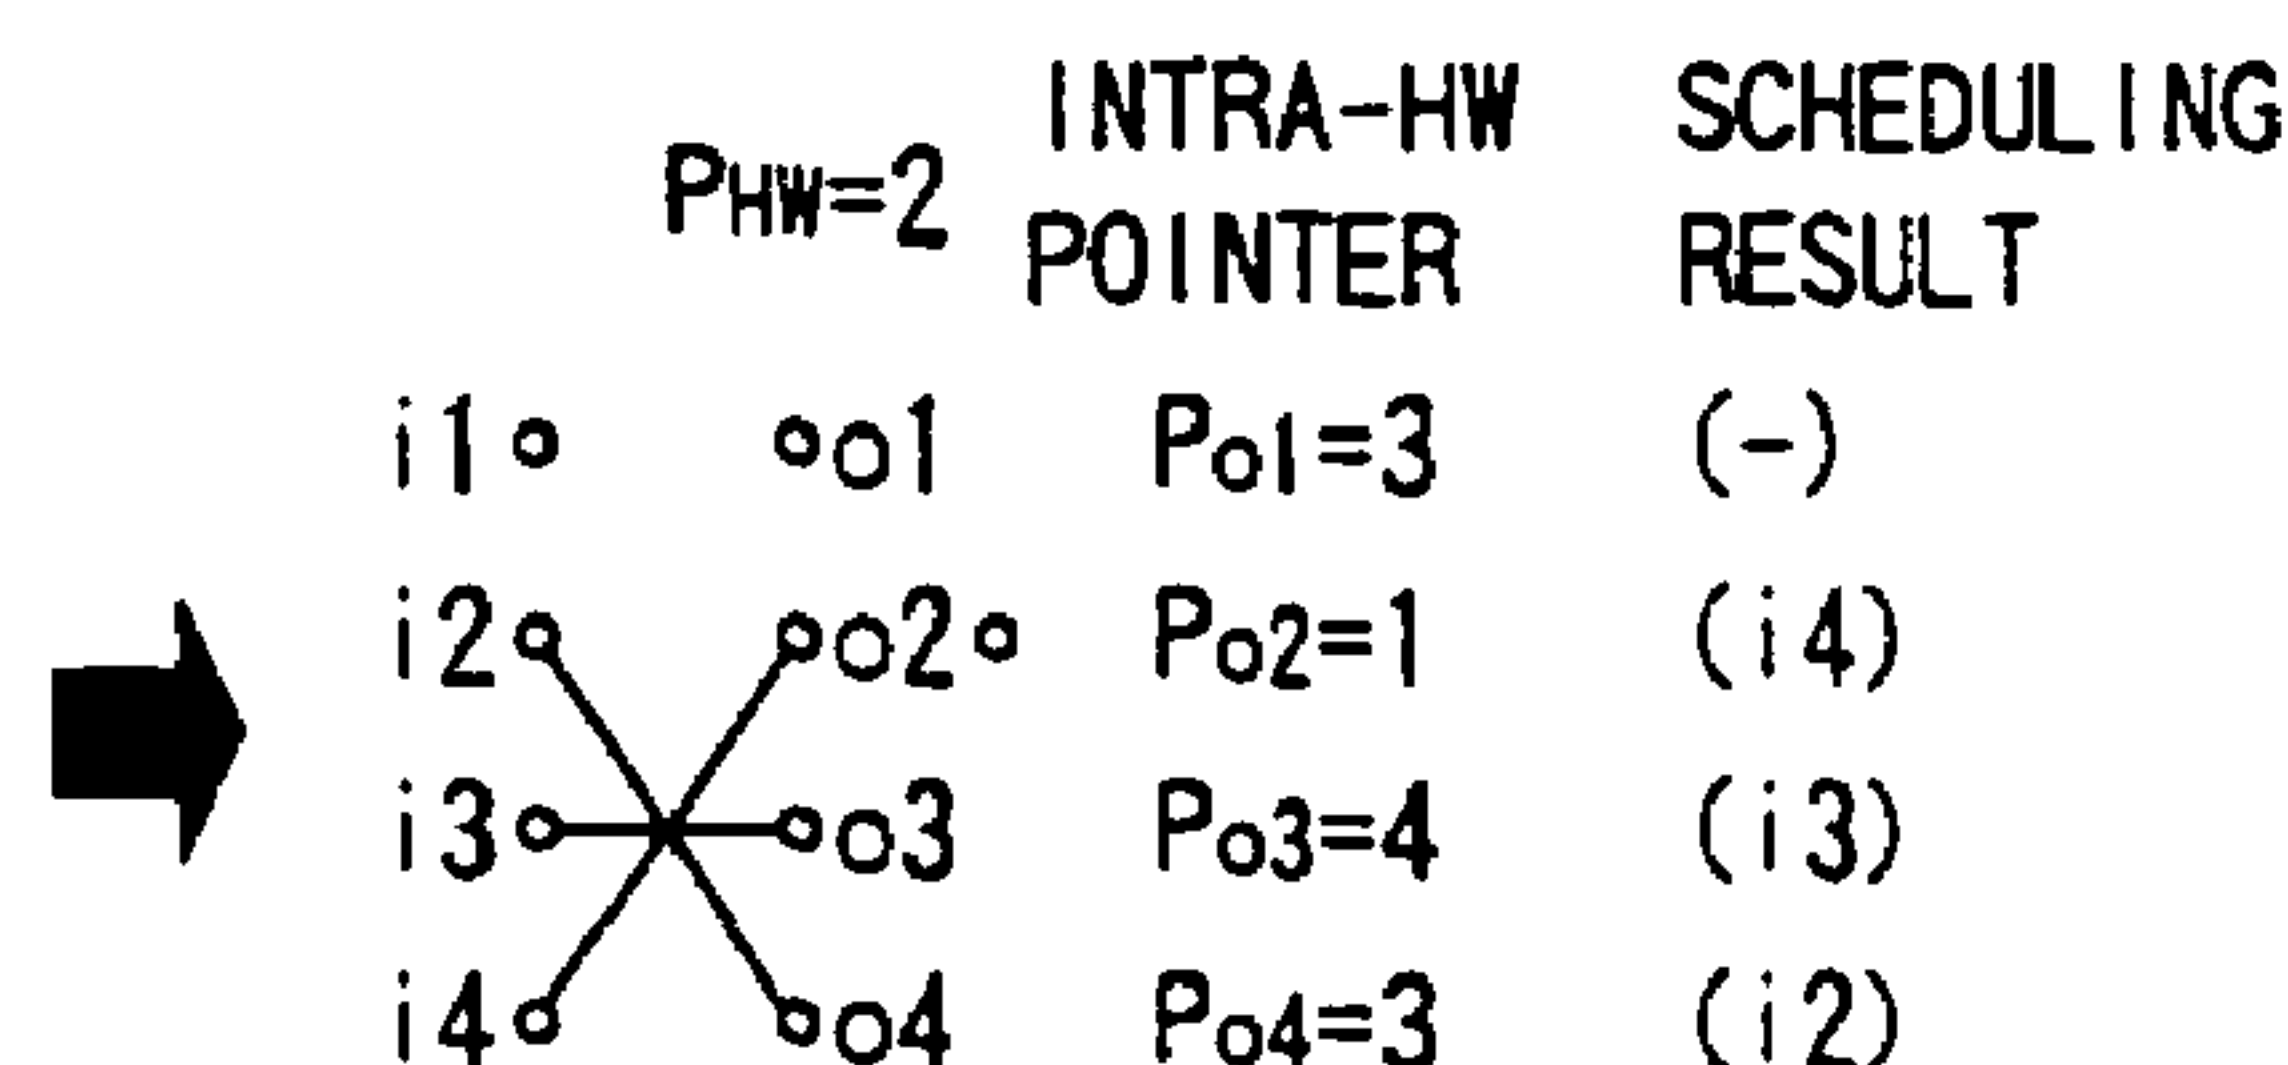 INTRA-HW SCHEDULING
PHW=2 POINTER RESULT
i1 o1 Po1=3 (-)
i2 o2 Po2=1 (i4)
i3 o3 Po3=4 (i3)
i4 o4 Po4=3 (i2)